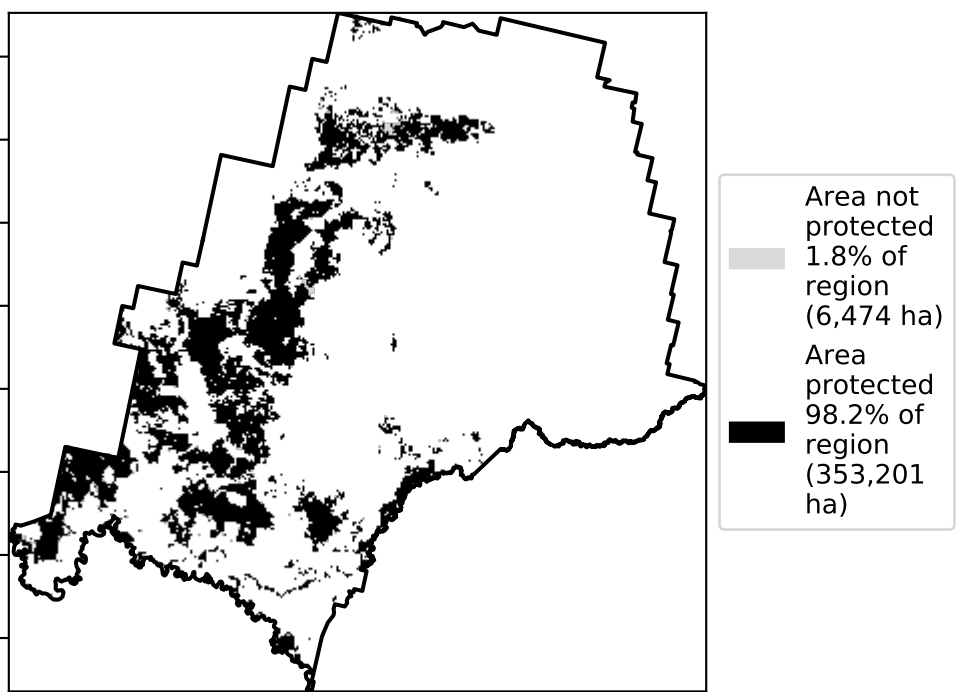 Area not
protected
1.8% of
region
(6,474 ha)
Area
protected
98.2% of
region
(353,201
ha)